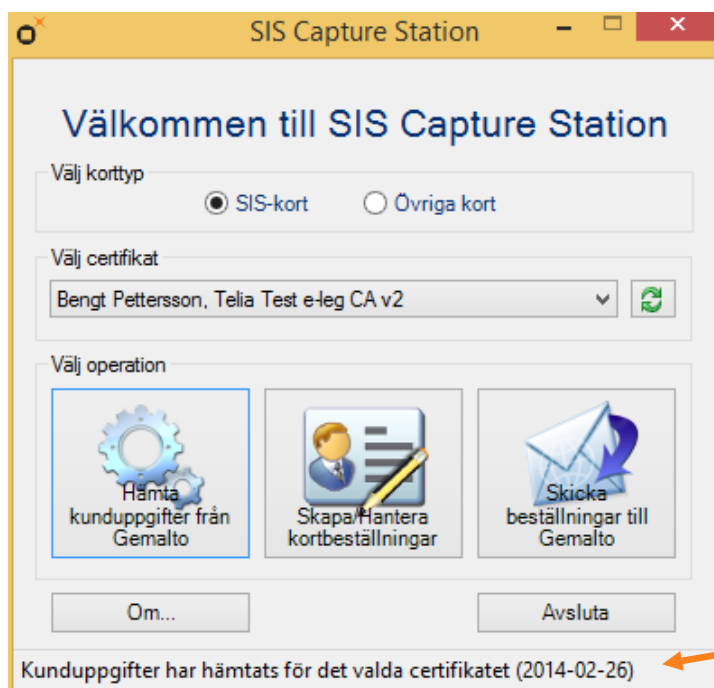 SIS Capture Station
Välkommen till SIS Capture Station
Välj korttyp
SIS-kort Övriga kort
Välj certifikat
Bengt Pettersson, Telia Test e-leg CA v2
Välj operation
Hämta
kunduppgifter från
Gemalto
Skapa/Hantera
kortbeställningar
Skicka
beställningar till
Gemalto
Om... Avsluta
Kunduppgifter har hämtats för det valda certifikatet (2014-02-26)